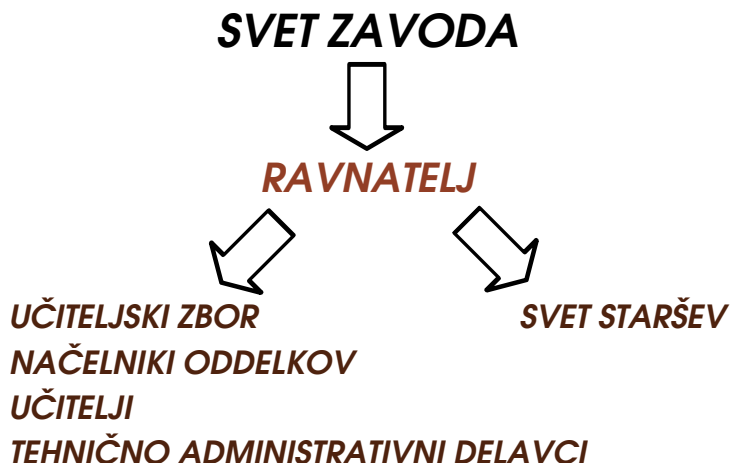 SVET ZAVODA
RAVNATELJ
UČITELJSKI ZBOR
SVET STARŠEV
NAČELNIKI ODDELKOV
UČITELJI
TEHNIČNO ADMINISTRATIVNI DELAVCI